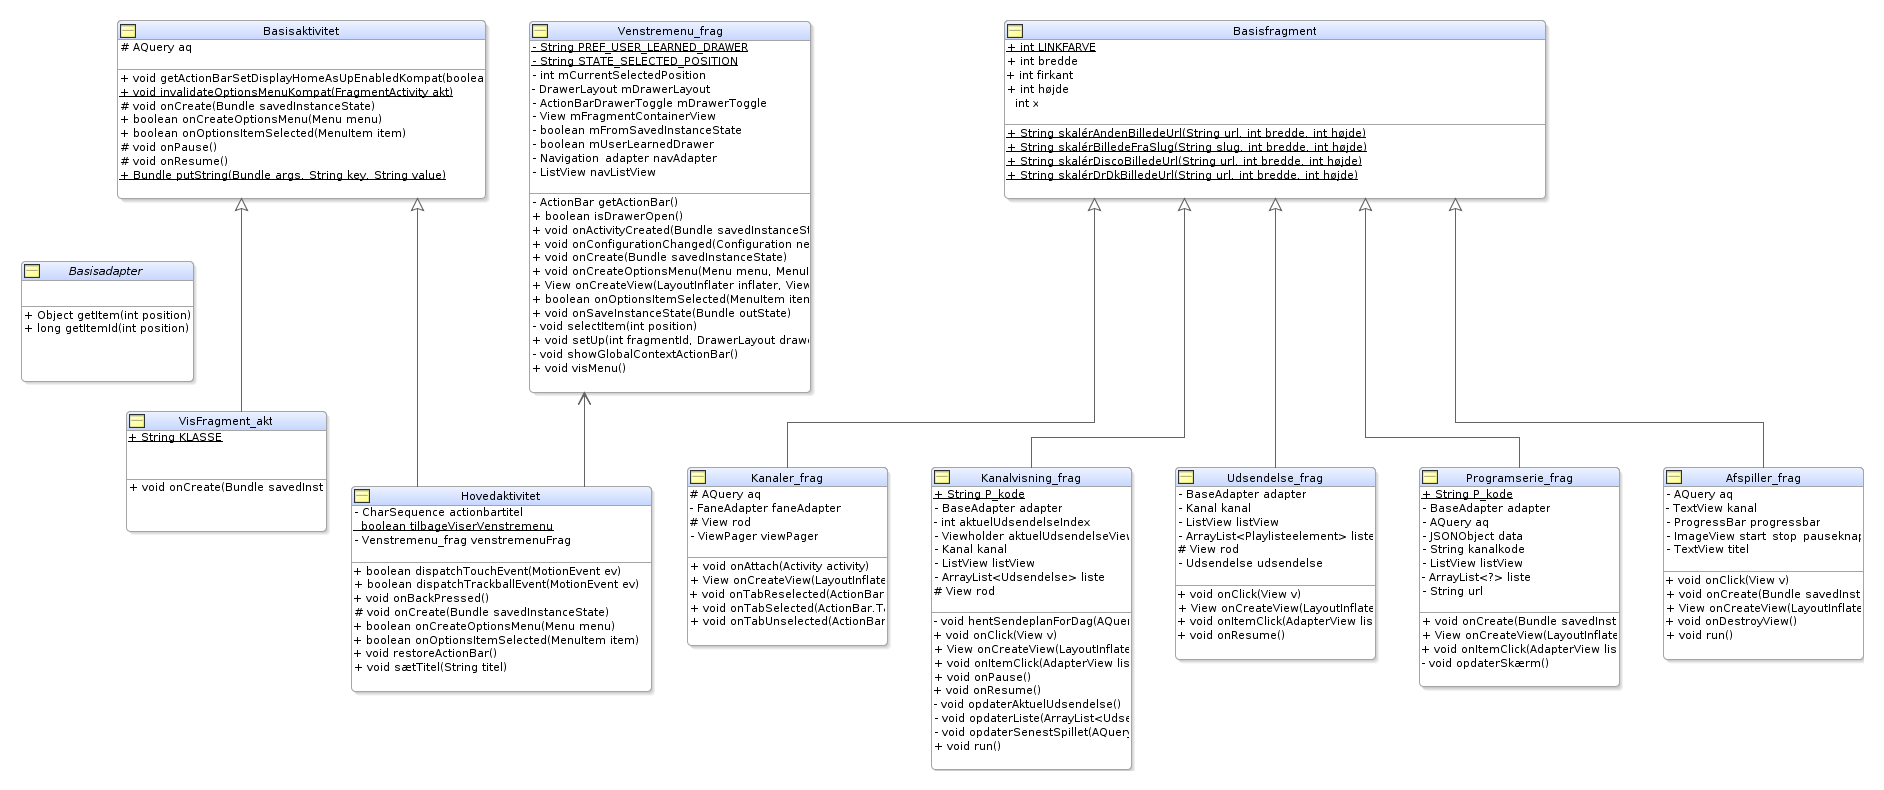 Basisaktivitet
# AQuery aq
+ void getActionBarSetDisplayHomeAsUpEnabledKompat(boolea
+ void invalidateOptionsMenuKompat(FragmentActivity akt)
# void onCreate(Bundle savedInstanceState)
+ boolean onCreateOptionsMenu(Menu menu)
+ boolean onOptionsItemSelected(MenuItem item)
# void onPause()
# void onResume()
+ Bundle putString(Bundle args, String key, String value)
Venstremenu_frag
- String PREF_USER_LEARNED_DRAWER
- String STATE_SELECTED_POSITION
- int mCurrentSelectedPosition
- DrawerLayout mDrawerLayout
- ActionBarDrawerToggle mDrawerToggle
- View mFragmentContainerView
- boolean mFromSavedInstanceState
- boolean mUserLearnedDrawer
- Navigation_adapter navAdapter
- ListView navListView
- ActionBar getActionBar()
+ boolean isDrawerOpen()
+ void onActivityCreated(Bundle savedInstanceSt
+ void onConfigurationChanged(Configuration ne
+ void onCreate(Bundle savedInstanceState)
+ void onCreateOptionsMenu(Menu menu, MenuI
+ View onCreateView(LayoutInflater inflater, View
+ boolean onOptionsItemSelected(MenuItem item
+ void onSaveInstanceState(Bundle outState)
- void selectItem(int position)
+ void setUp(int fragmentId, DrawerLayout drawe
- void showGlobalContextActionBar()
+ void visMenu()
Basisfragment
+ int LINKFARVE
+ int bredde
+ int firkant
+ int højde
int x
+ String skalérAndenBilledeUrl(String url, int bredde, int højde)
+ String skalérBilledeFraSlug(String slug, int bredde, int højde)
+ String skalérDiscoBilledeUrl(String url, int bredde, int højde)
+ String skalérDrDkBilledeUrl(String url, int bredde, int højde)
Basisadapter
+ Object getItem(int position)
+ long getItemId(int position)
VisFragment_akt
+ String KLASSE
+ void onCreate(Bundle savedInst
Hovedaktivitet
- CharSequence actionbartitel
boolean tilbageViserVenstremenu
- Venstremenu_frag venstremenuFrag
+ boolean dispatchTouchEvent(MotionEvent ev)
+ boolean dispatchTrackballEvent(MotionEvent ev)
+ void onBackPressed()
# void onCreate(Bundle savedInstanceState)
+ boolean onCreateOptionsMenu(Menu menu)
+ boolean onOptionsItemSelected(MenuItem item)
+ void restoreActionBar()
+ void sætTitel(String titel)
Kanaler_frag
# AQuery aq
- FaneAdapter faneAdapter
# View rod
- ViewPager viewPager
+ void onAttach(Activity activity)
+ View onCreateView(LayoutInflate
+ void onTabReselected(ActionBar
+ void onTabSelected(ActionBar.Ta
+ void onTabUnselected(ActionBar
Kanalvisning_frag
+ String P_kode
- BaseAdapter adapter
- int aktuelUdsendelseIndex
- Viewholder aktuelUdsendelseView
- Kanal kanal
- ListView listView
- ArrayList<Udsendelse> liste
# View rod
- void hentSendeplanForDag(AQuer
+ void onClick(View v)
+ View onCreateView(LayoutInflate
+ void onItemClick(AdapterView lis
+ void onPause()
+ void onResume()
- void opdaterAktuelUdsendelse()
- void opdaterListe(ArrayList<Udse
- void opdaterSenestSpillet(AQuery
+ void run()
Udsendelse_frag
- BaseAdapter adapter
- Kanal kanal
- ListView listView
- ArrayList<Playlisteelement> liste
# View rod
- Udsendelse udsendelse
+ void onClick(View v)
+ View onCreateView(LayoutInflate
+ void onItemClick(AdapterView lis
+ void onResume()
Programserie_frag
+ String P_kode
- BaseAdapter adapter
- AQuery aq
- JSONObject data
- String kanalkode
- ListView listView
- ArrayList<?> liste
- String url
+ void onCreate(Bundle savedInst
+ View onCreateView(LayoutInflate
+ void onItemClick(AdapterView lis
- void opdaterSkærm()
Afspiller_frag
- AQuery aq
- TextView kanal
- ProgressBar progressbar
- ImageView start_stop_pauseknap
- TextView titel
+ void onClick(View v)
+ void onCreate(Bundle savedInst
+ View onCreateView(LayoutInflate
+ void onDestroyView()
+ void run()